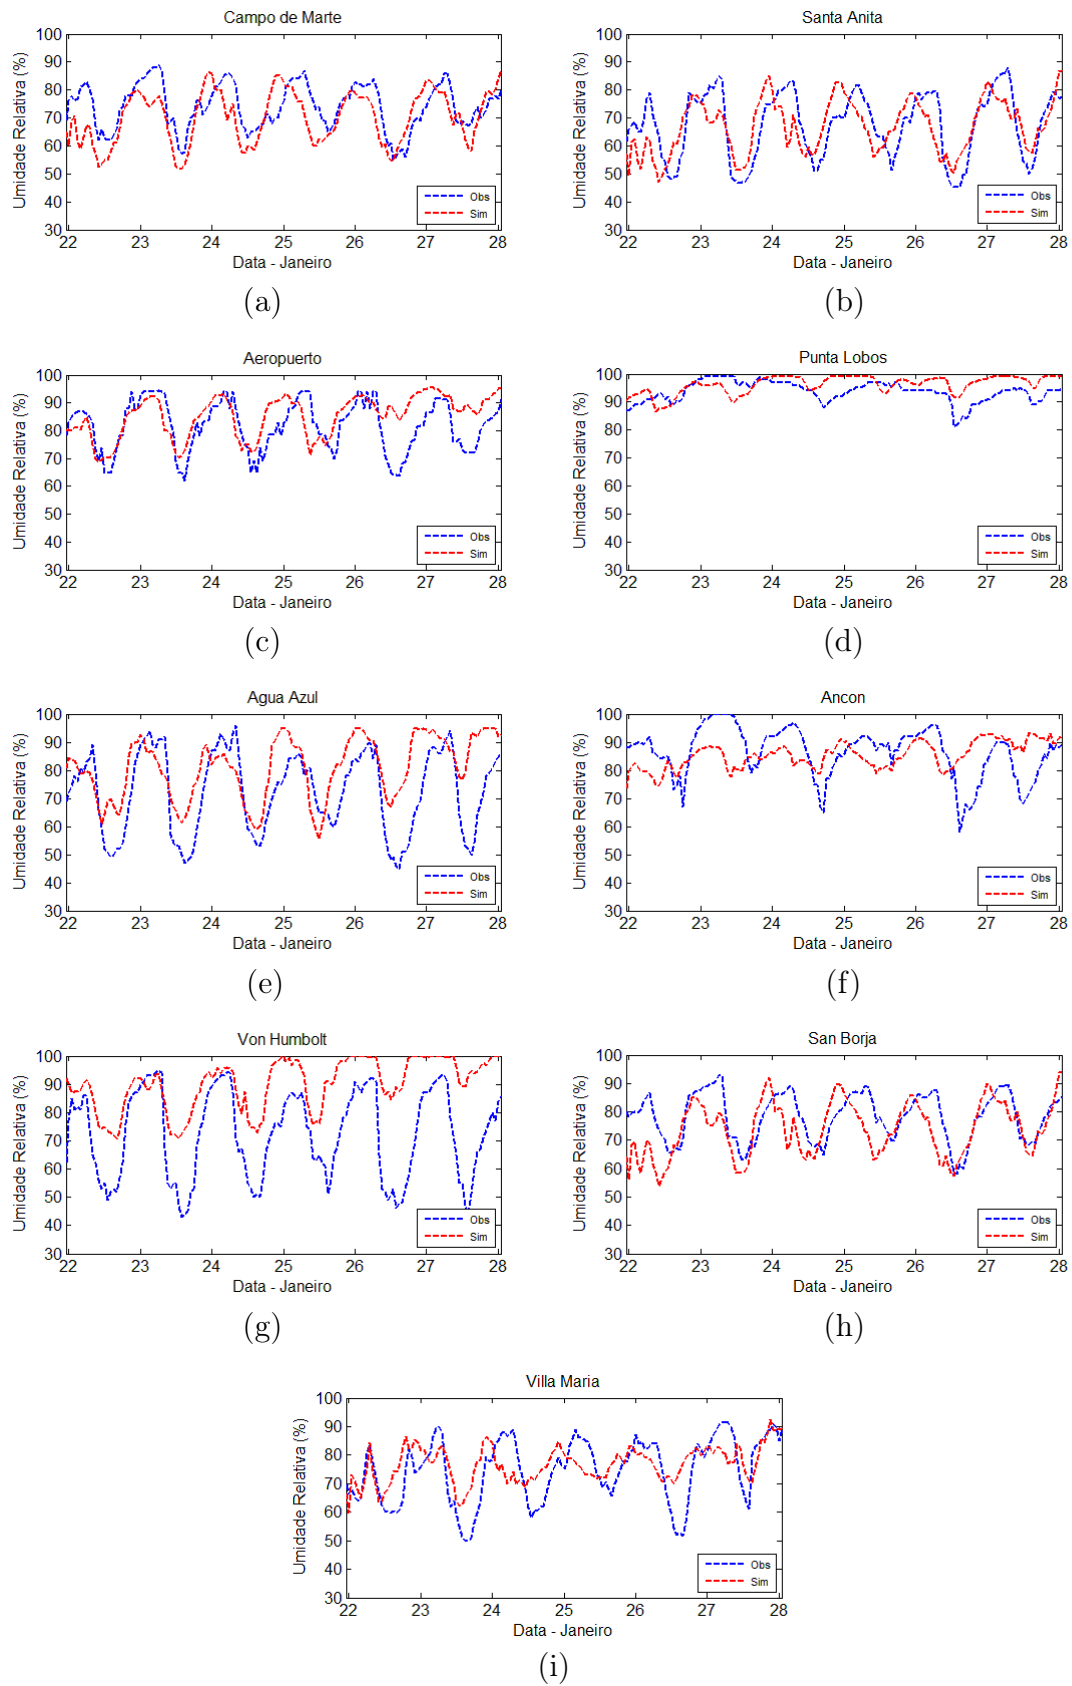 Campo de Marte
Umidade Relativa (%)
100
90
80
70
60
50
40
30
Obs
Sim
22 23 24 25 26 27 28
Data - Janeiro
(a)
Santa Anita
Umidade Relativa (%)
100
90
80
70
60
50
40
30
Obs
Sim
22 23 24 25 26 27 28
Data - Janeiro
(b)
Aeropuerto
Umidade Relativa (%)
100
90
80
70
60
50
40
30
Obs
Sim
22 23 24 25 26 27 28
Data - Janeiro
(c)
Punta Lobos
Umidade Relativa (%)
100
90
80
70
60
50
40
30
Obs
Sim
22 23 24 25 26 27 28
Data - Janeiro
(d)
Agua Azul
Umidade Relativa (%)
100
90
80
70
60
50
40
30
Obs
Sim
22 23 24 25 26 27 28
Data - Janeiro
(e)
Ancon
Umidade Relativa (%)
100
90
80
70
60
50
40
30
Obs
Sim
22 23 24 25 26 27 28
Data - Janeiro
(f)
Von Humbolt
Umidade Relativa (%)
100
90
80
70
60
50
40
30
Obs
Sim
22 23 24 25 26 27 28
Data - Janeiro
(g)
San Borja
Umidade Relativa (%)
100
90
80
70
60
50
40
30
Obs
Sim
22 23 24 25 26 27 28
Data - Janeiro
(h)
Villa Maria
Umidade Relativa (%)
100
90
80
70
60
50
40
30
Obs
Sim
22 23 24 25 26 27 28
Data - Janeiro
(i)